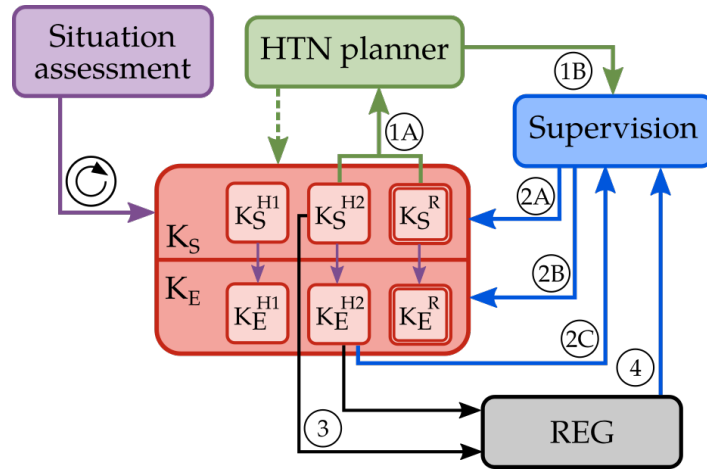 Situation
assessment
HTN planner
1B
1A
Supervision
K_S^H1
K_S^H2
K_S^R
K_S
2A
K_E
K_E^H1
K_E^H2
K_E^R
2B
2C
4
3
REG